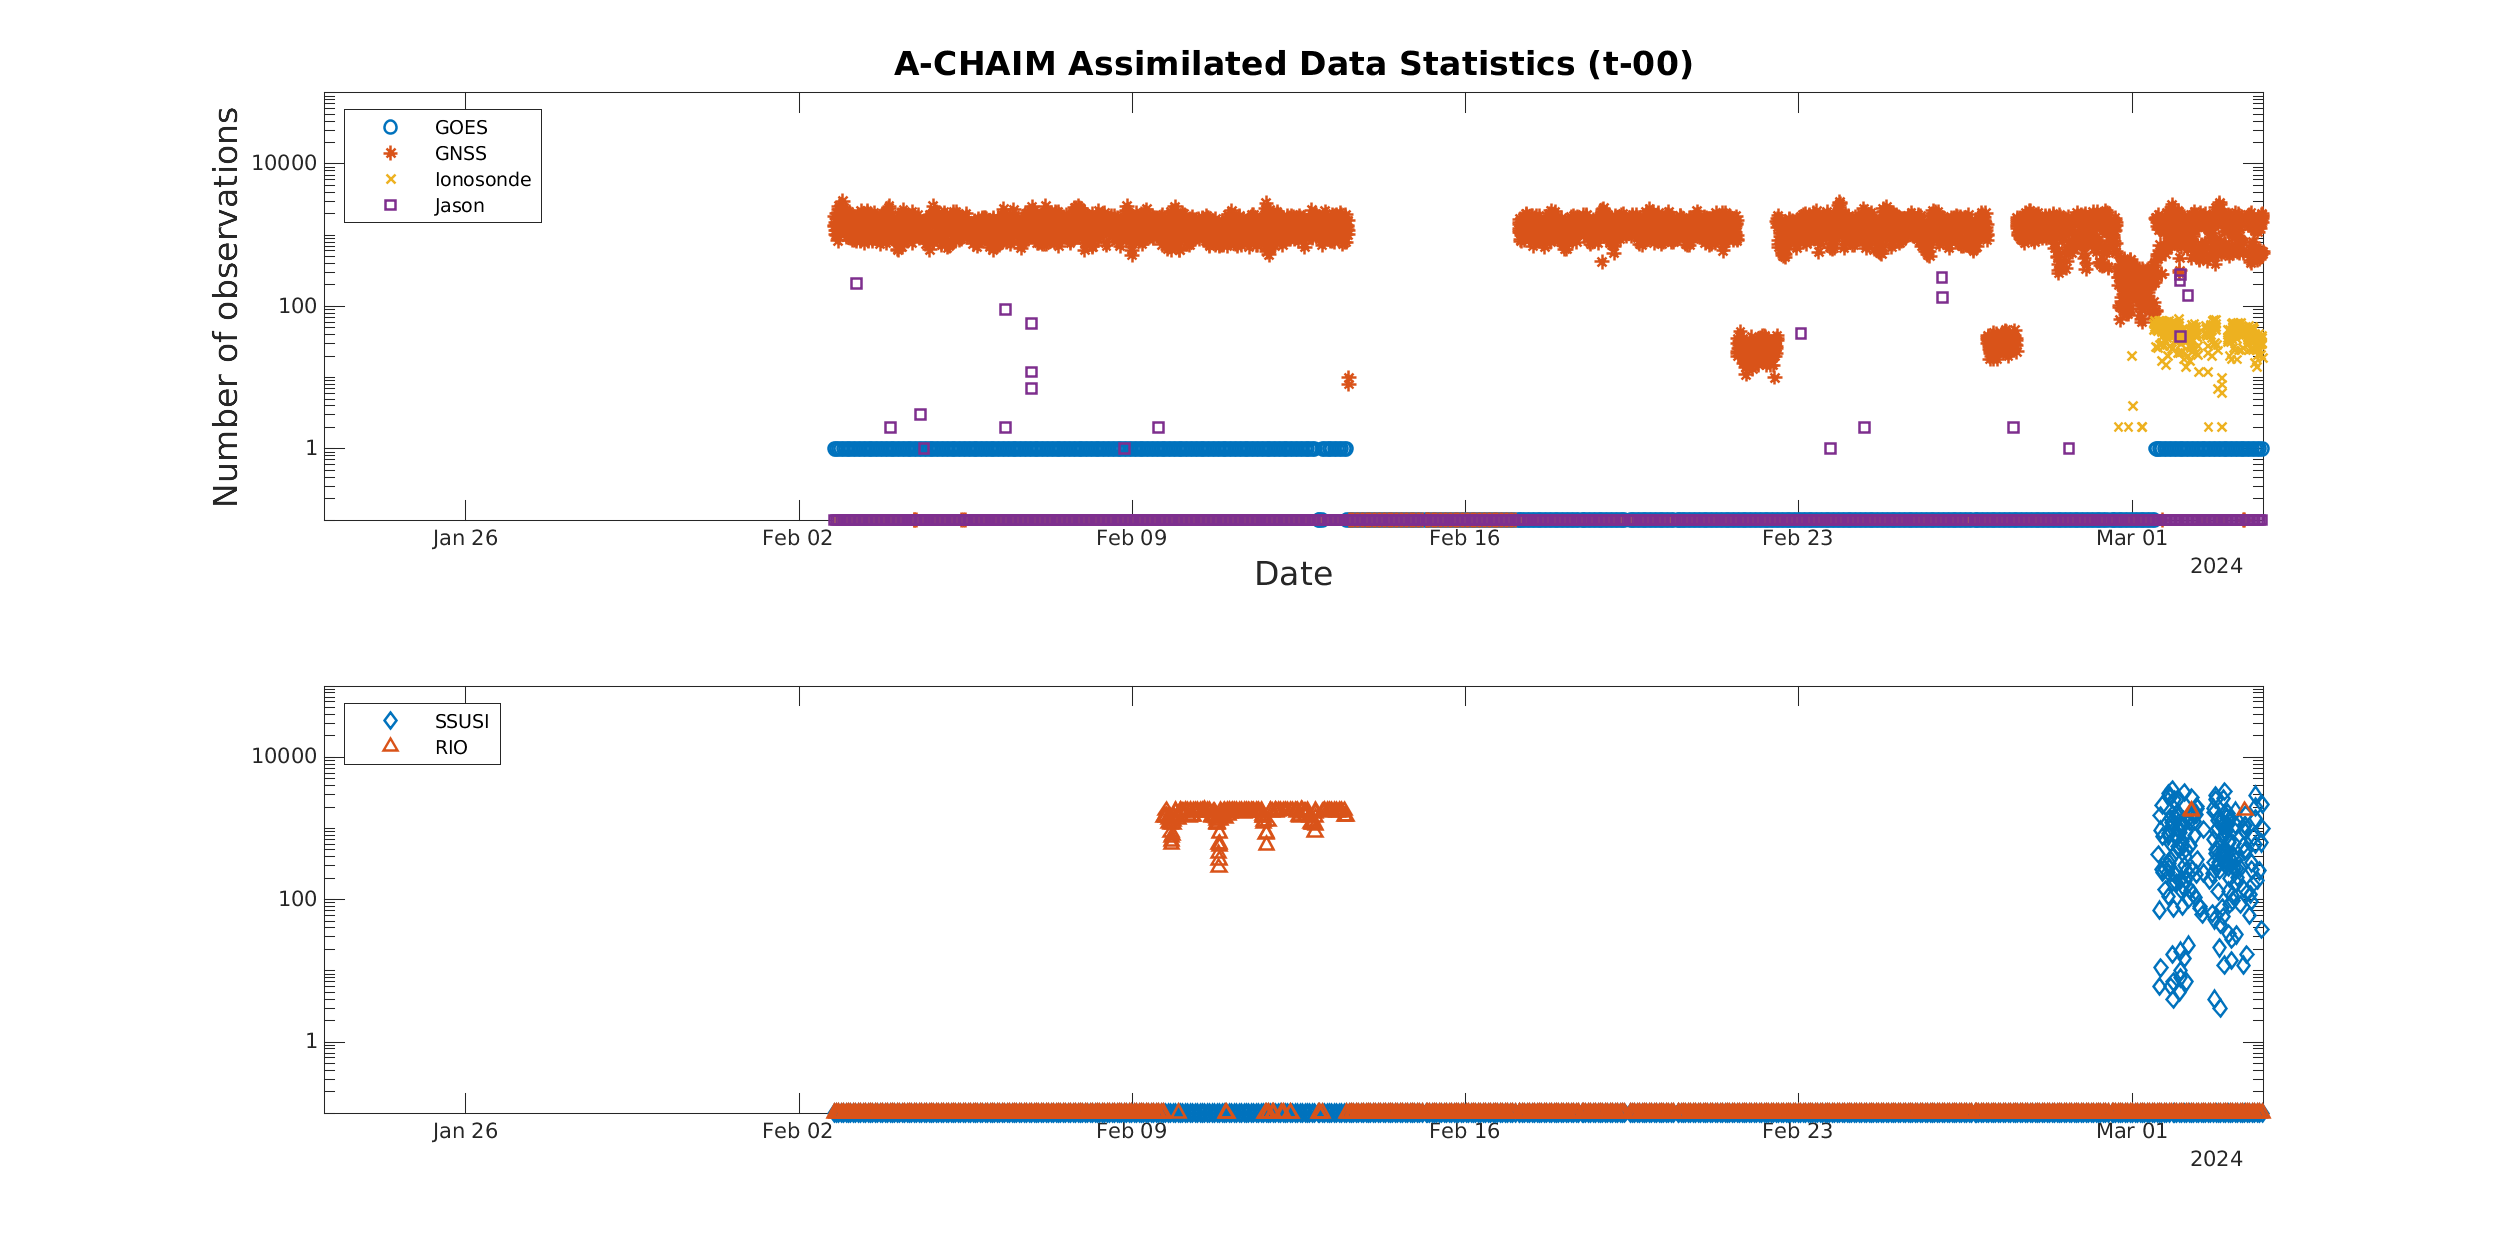 A-CHAIM Assimilated Data Statistics (t-00)
Number of observations
GOES
GNSS
Ionosonde
Jason
10000
100
1
Jan 26 Feb 02 Feb 09 Feb 16 Feb 23 Mar 01
2024
Date
SSUSI
RIO
10000
100
1
Jan 26 Feb 02 Feb 09 Feb 16 Feb 23 Mar 01
2024